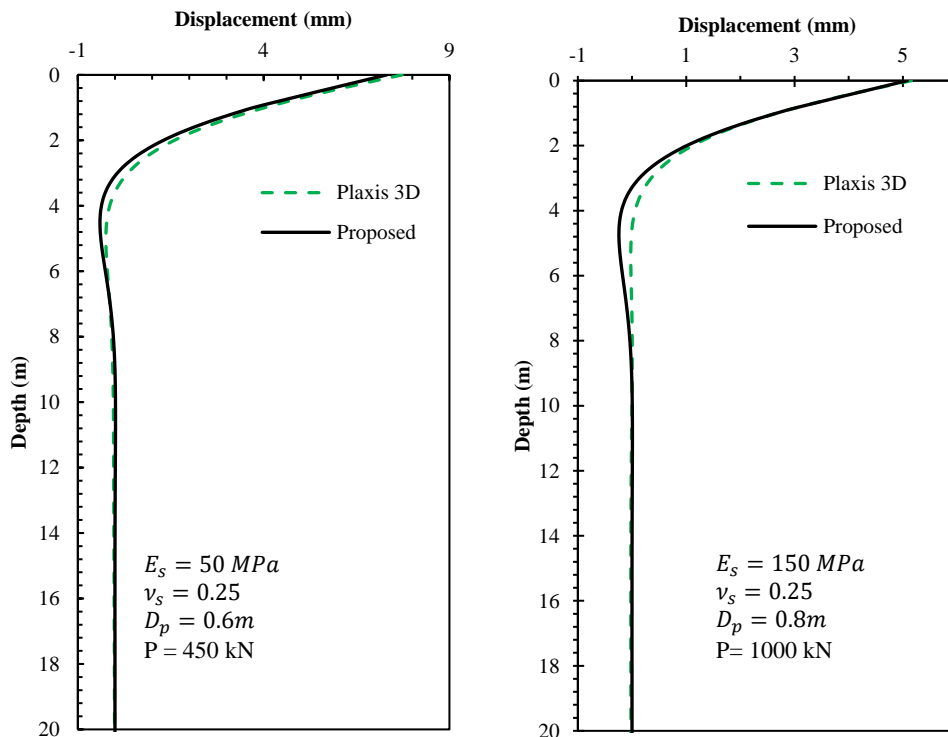 Displacement (mm)
-1 4 9
0
2
4
6
8
10
12
14
16
18
20
Depth (m)
Plaxis 3D
Proposed
E_s = 50 MPa
ν_s = 0.25
D_p = 0.6m
P = 450 kN
Displacement (mm)
-1 1 3 5
0
2
4
6
8
10
12
14
16
18
20
Depth (m)
Plaxis 3D
Proposed
E_s = 150 MPa
ν_s = 0.25
D_p = 0.8m
P= 1000 kN